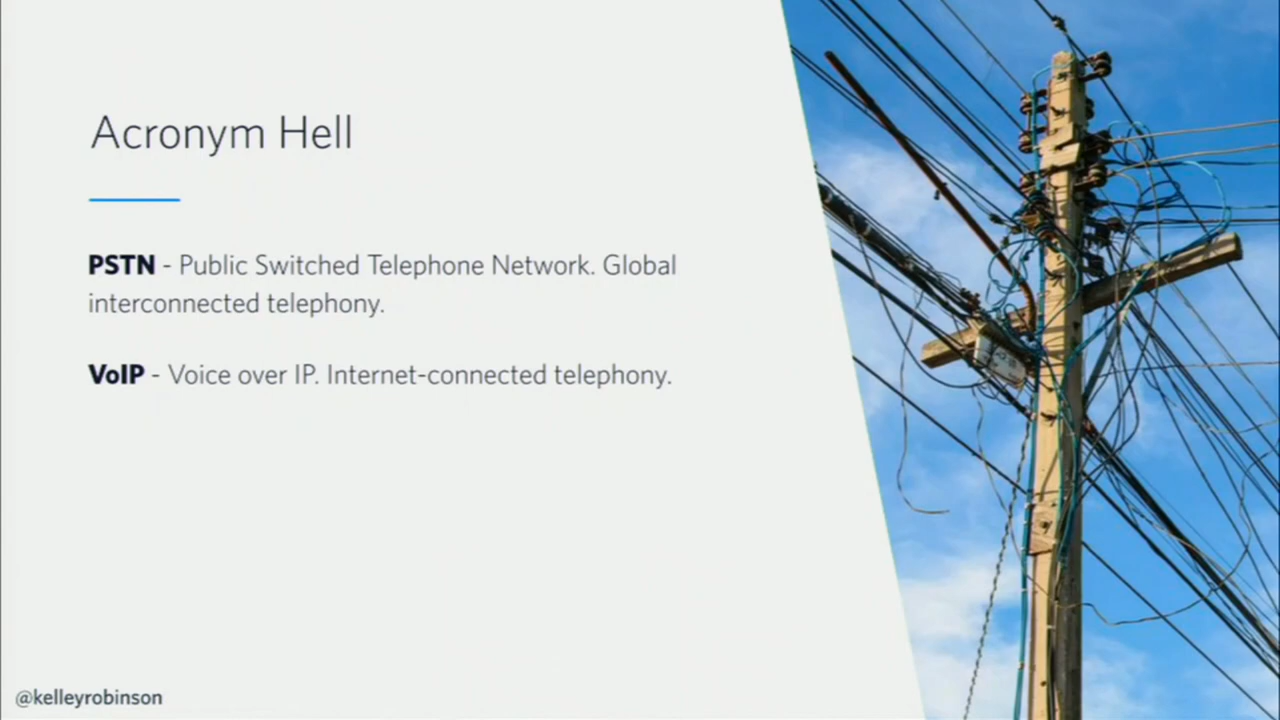 Acronym Hell
PSTN - Public Switched Telephone Network. Global
interconnected telephony.
VoIP - Voice over IP. Internet-connected telephony.
@kelleyrobinson